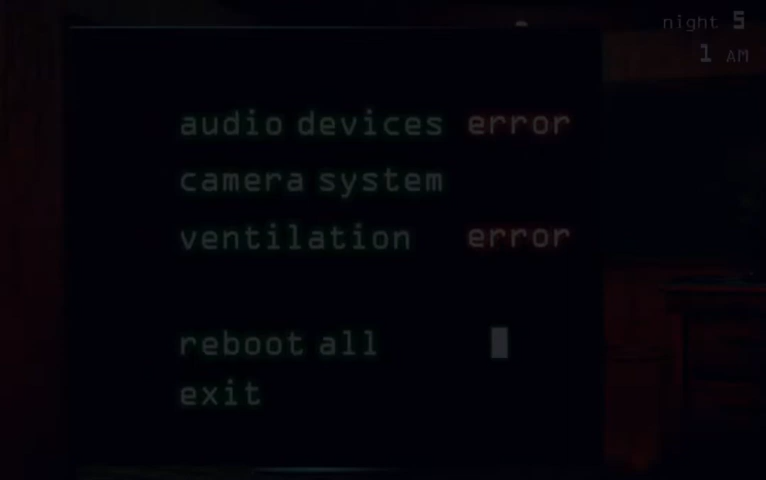 night 5
1 AM
audio devices error
camera system
ventilation error
reboot all
exit